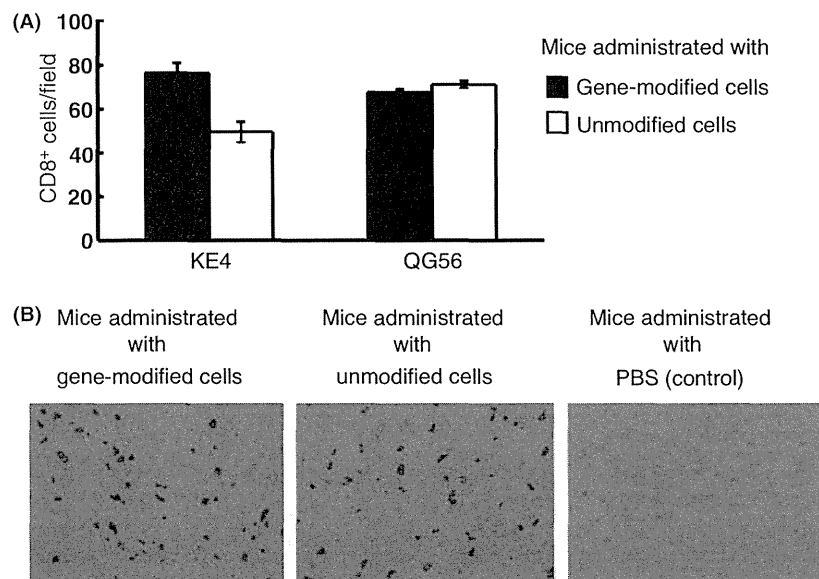 (A)
100
80
60
40
20
0
CD8+ cells/field
KE4
QG56
Mice administrated with
Gene-modified cells
Unmodified cells
(B)
Mice administrated
with
gene-modified cells
Mice administrated
with
unmodified cells
Mice administrated
with
PBS (control)